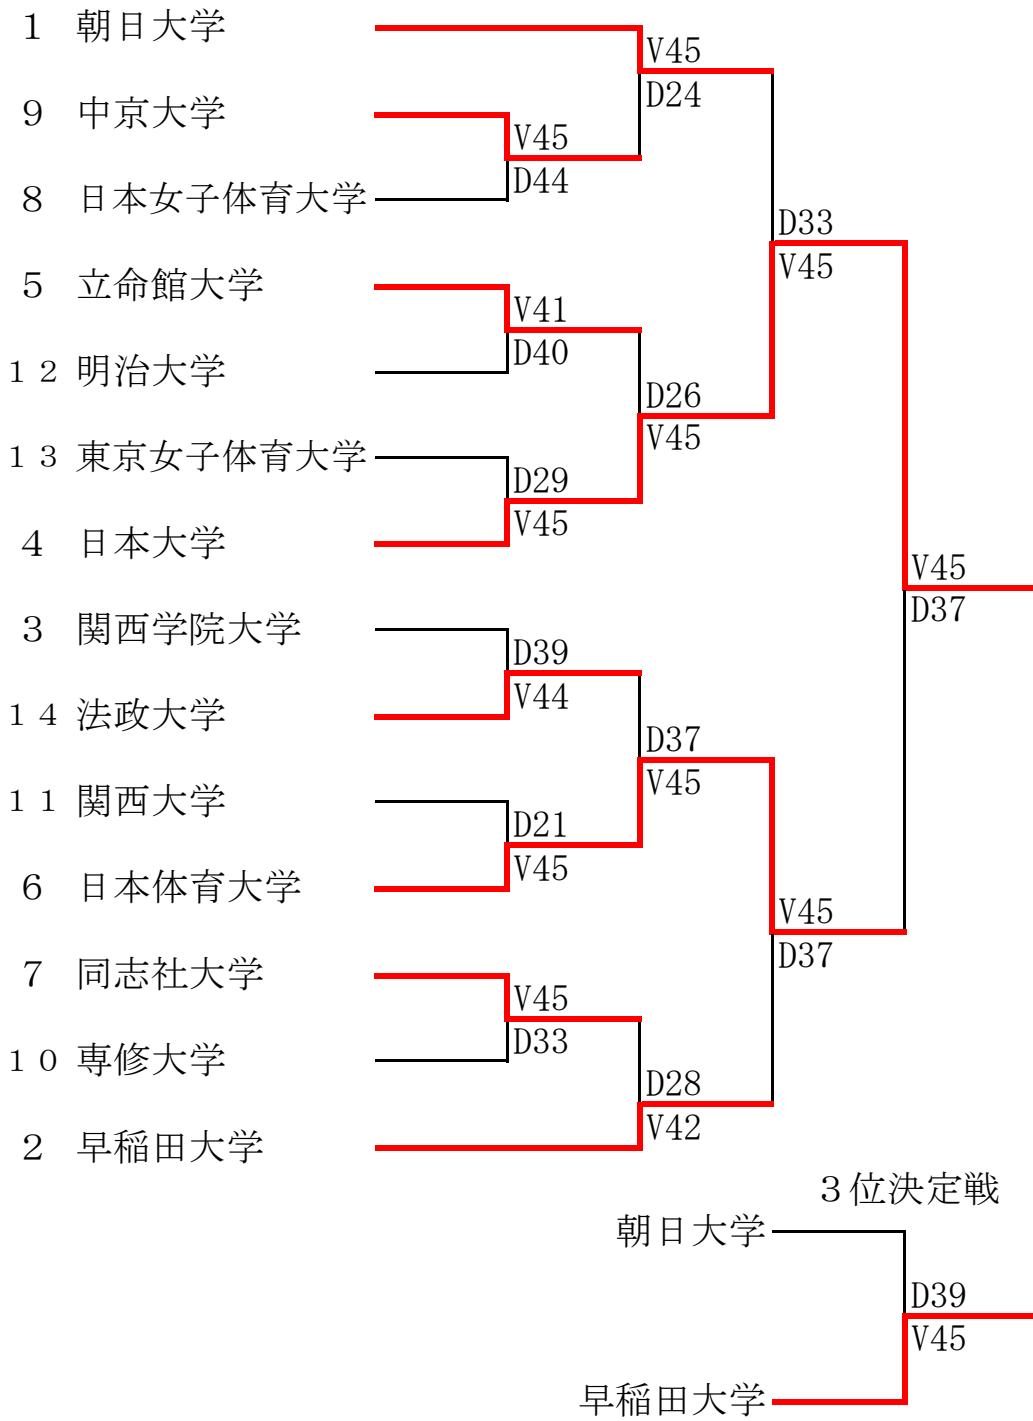 1 朝日大学
V45
D24
9 中京大学
V45
D44
8 日本女子体育大学
D33
V45
5 立命館大学
V41
D40
12 明治大学
D26
V45
13 東京女子体育大学
D29
V45
4 日本大学
V45
D37
3 関西学院大学
D39
V44
14 法政大学
D37
V45
11 関西大学
D21
V45
6 日本体育大学
V45
D37
7 同志社大学
V45
D33
10 専修大学
D28
V42
2 早稲田大学
3位決定戦
朝日大学
D39
V45
早稲田大学